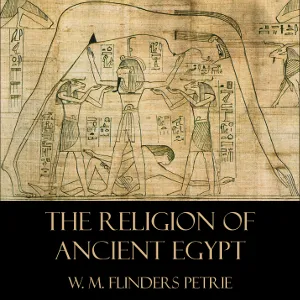 THE RELIGION OF
ANCIENT EGYPT
W. M. FLINDERS PETRIE